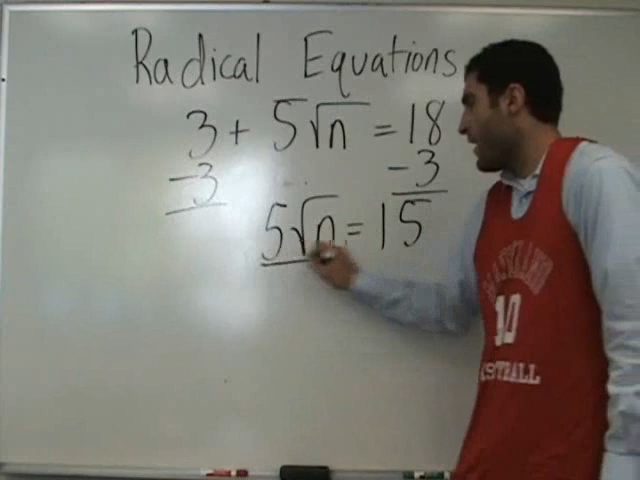 Radical Equations
3 + 5√n = 18
-3 -3
5√n = 15
10